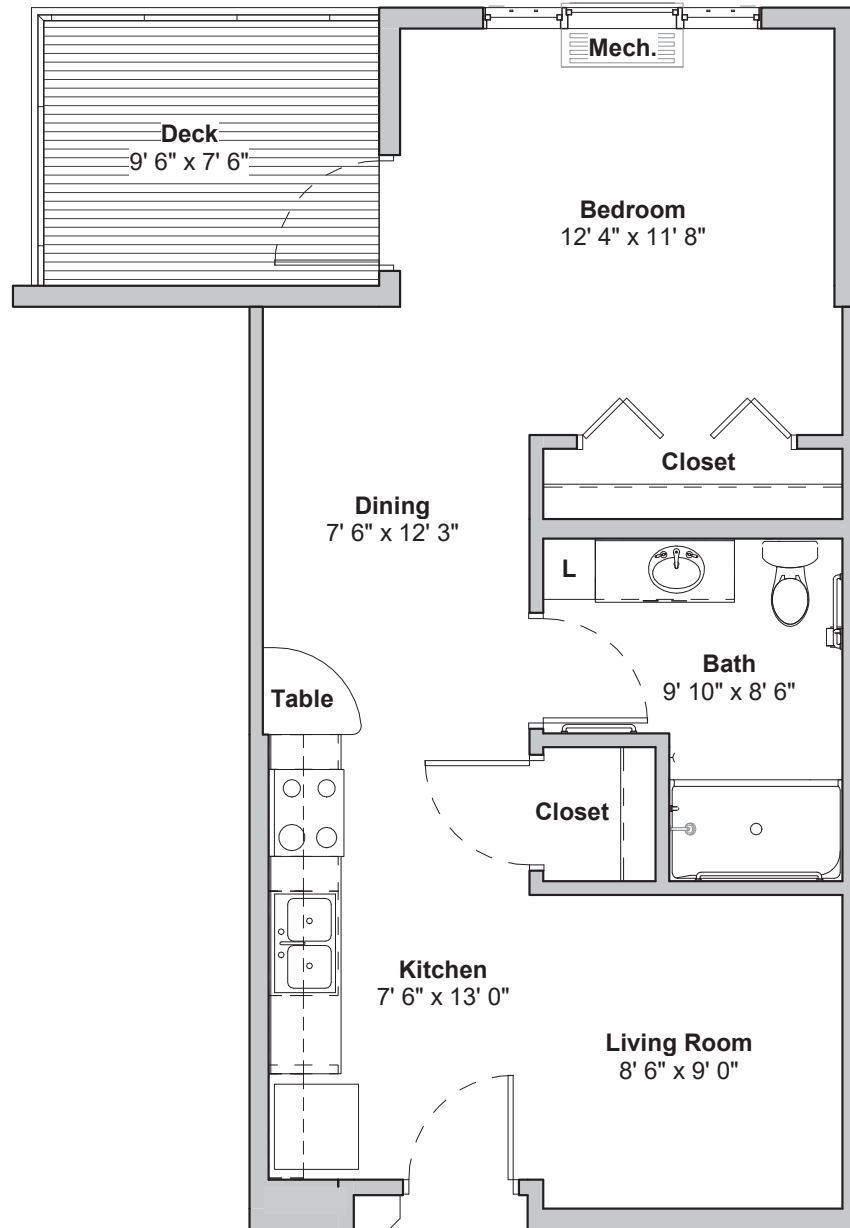 Mech.
Deck
9' 6" x 7' 6"
Bedroom
12' 4" x 11' 8"
Closet
Dining
7' 6" x 12' 3"
L
Bath
9' 10" x 8' 6"
Table
Closet
Kitchen
7' 6" x 13' 0"
Living Room
8' 6" x 9' 0"